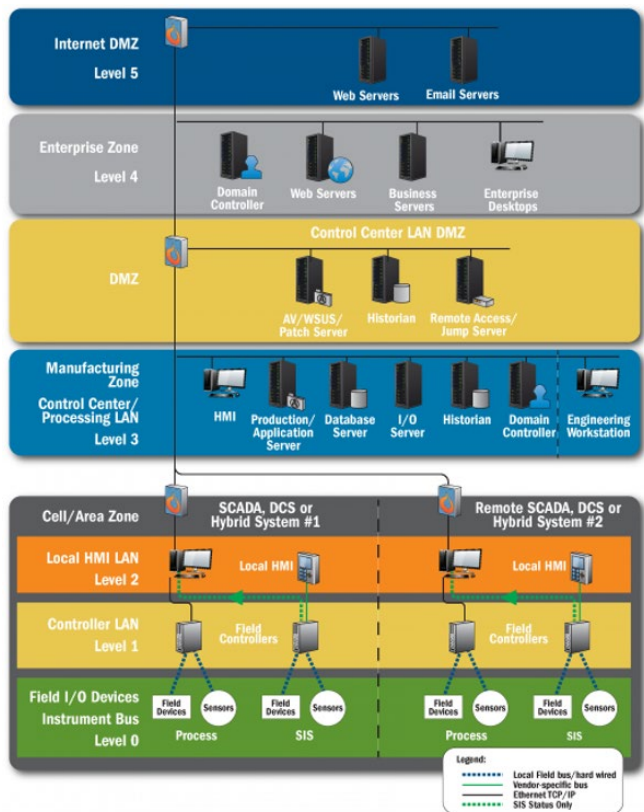 Internet DMZ
Level 5
Web Servers
Email Servers
Enterprise Zone
Level 4
Domain
Controller
Web Servers
Business
Servers
Enterprise
Desktops
Control Center LAN DMZ
DMZ
AV/WSUS/
Patch Server
Historian
Remote Access/
Jump Server
Manufacturing
Zone
Control Center/
Processing LAN
Level 3
HMI
Production/
Application
Server
Database
Server
I/O
Server
Historian
Domain
Controller
Engineering
Workstation
Cell/Area Zone
SCADA, DCS or
Hybrid System #1
Remote SCADA, DCS or
Hybrid System #2
Local HMI LAN
Level 2
Local HMI
Local HMI
Controller LAN
Level 1
Field
Controllers
Field
Controllers
Field I/O Devices
Instrument Bus
Level 0
Field
Devices
Sensors
Process
Field
Devices
Sensors
SIS
Field
Devices
Sensors
Process
Field
Devices
Sensors
SIS
Legend:
Local Field bus/hard wired
Vendor-specific bus
Ethernet TCP/IP
SIS Status Only